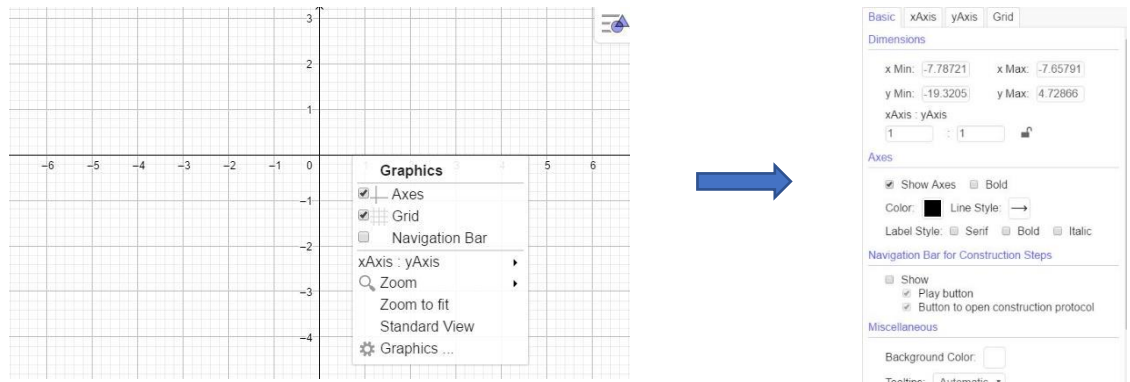 3
2
1
−6 −5 −4 −3 −2 −1 0 3 5 6
−1
−2
−3
−4
Graphics
Axes
Grid
Navigation Bar
xAxis : yAxis
Zoom
Zoom to fit
Standard View
Graphics ...
Basic xAxis yAxis Grid
Dimensions
x Min: -7.78721 x Max: -7.65791
y Min: -19.3205 y Max: 4.72866
xAxis : yAxis
1 : 1
Axes
Show Axes Bold
Color: Line Style:
Label Style: Serif Bold Italic
Navigation Bar for Construction Steps
Show
Play button
Button to open construction protocol
Miscellaneous
Background Color:
Tooltips: Automatic